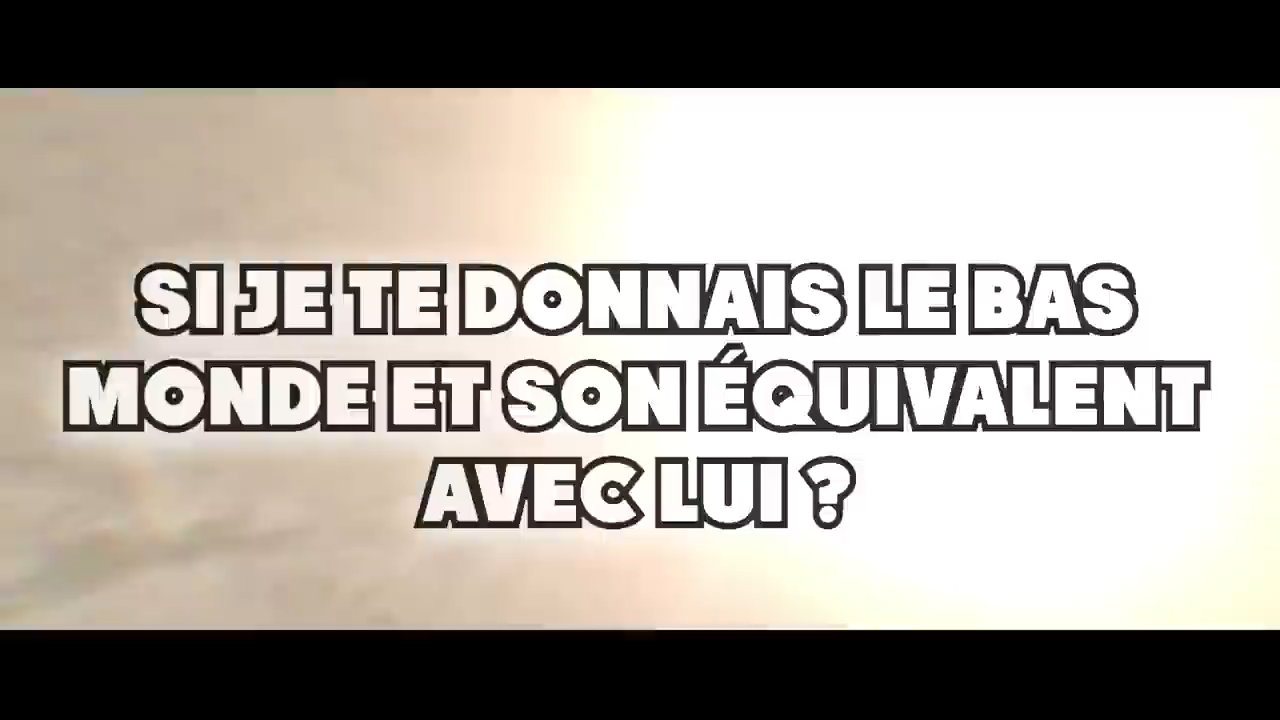 SI JE TE DONNAIS LE BAS
MONDE ET SON ÉQUIVALENT
AVEC LUI ?